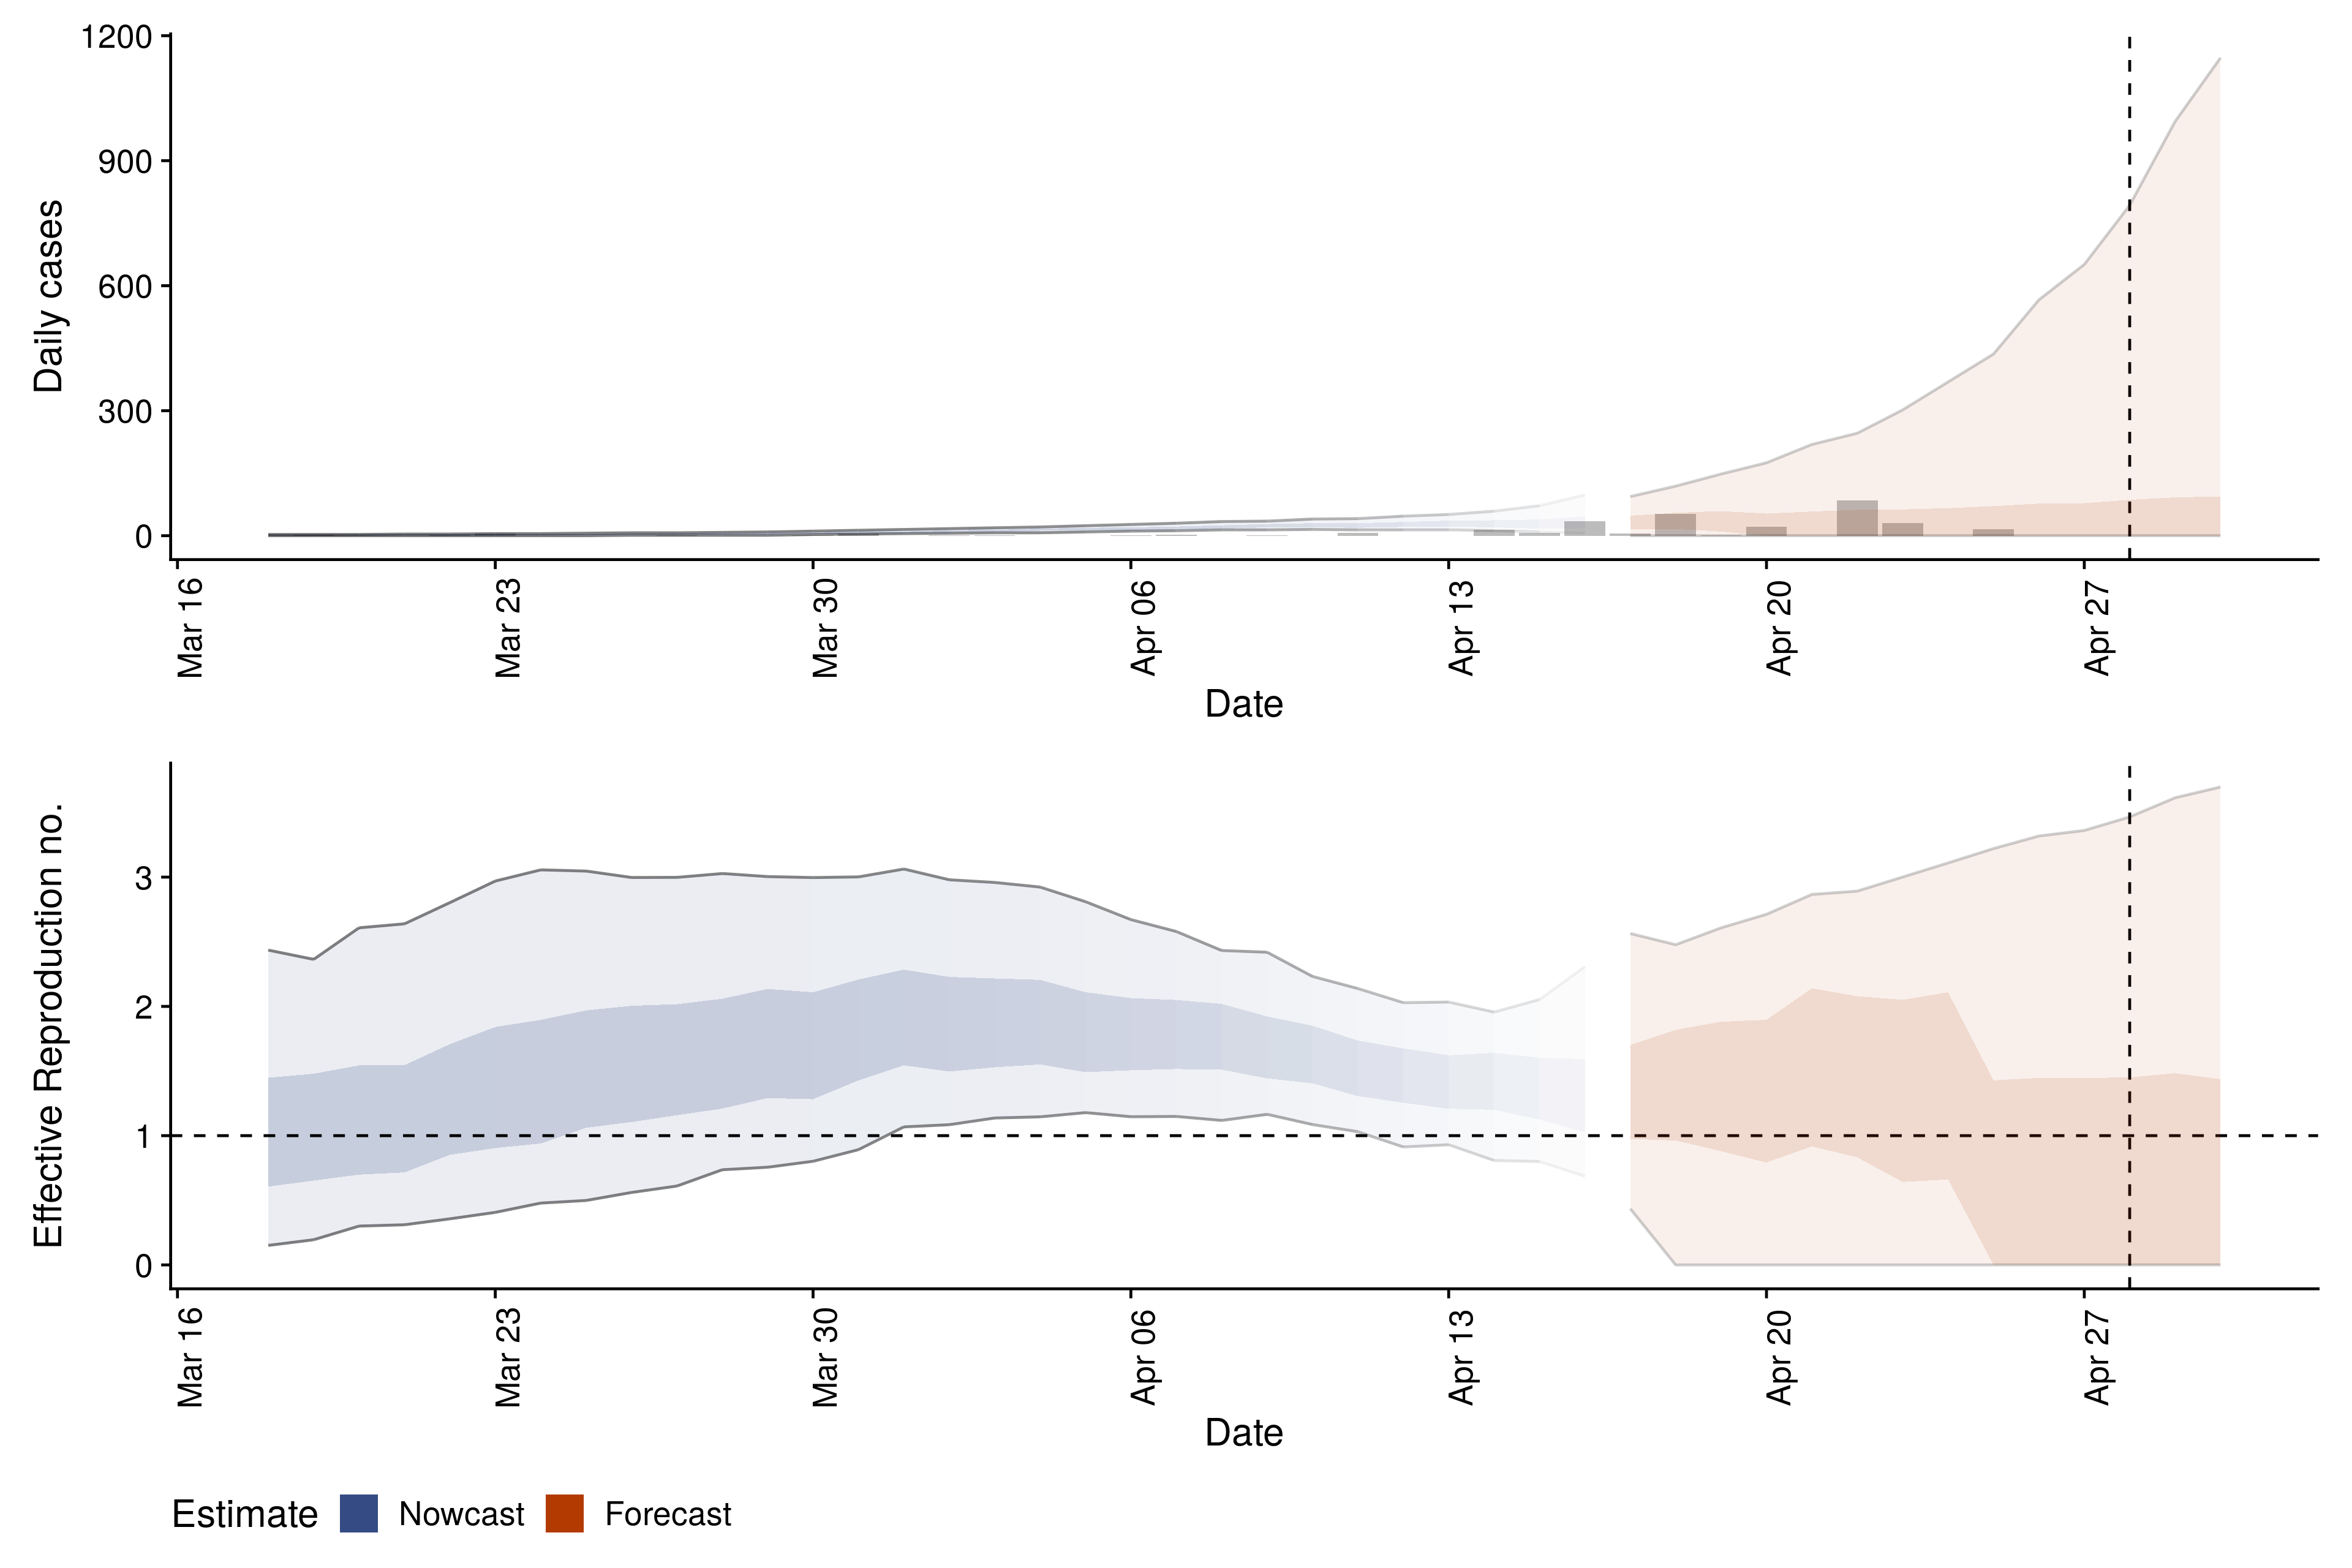 1200
900
600
300
0
Daily cases
Mar 16
Mar 23
Mar 30
Apr 06
Apr 13
Apr 20
Apr 27
Date
3
2
1
0
Effective Reproduction no.
Mar 16
Mar 23
Mar 30
Apr 06
Apr 13
Apr 20
Apr 27
Date
Estimate Nowcast Forecast